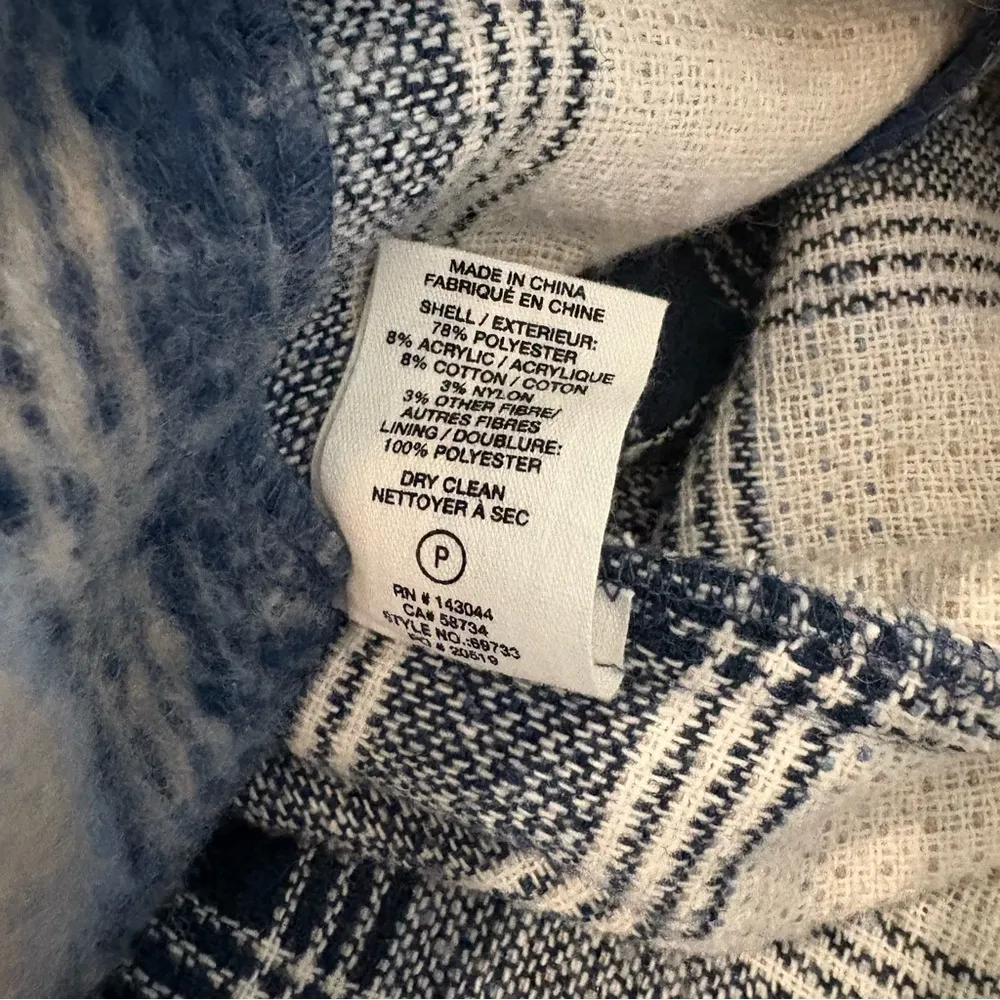 MADE IN CHINA
FABRIQUÉ EN CHINE
SHELL / EXTERIEUR:
78% POLYESTER
8% ACRYLIC / ACRYLIQUE
8% COTTON / COTON
3% NYLON
3% OTHER FIBRE/
AUTRES FIBRES
LINING / DOUBLURE:
100% POLYESTER
DRY CLEAN
NETTOYER À SEC
P
RN # 143044
CA# 58734
STYLE NO.:69733
PO # 20619